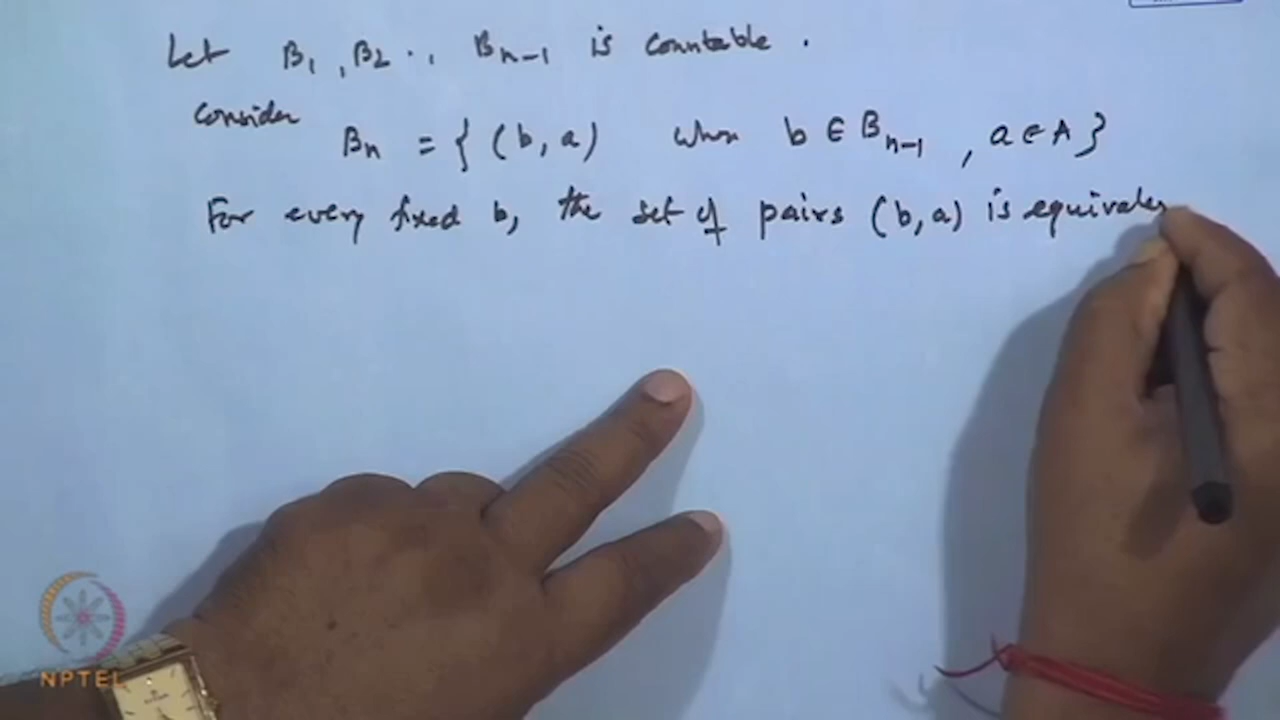 Let B₁, B₂ .., Bₙ₋₁ is countable.
Consider
Bₙ = { (b, a) when b ∈ Bₙ₋₁, a ∈ A }
For every fixed b, the set of pairs (b, a) is equivalen
NPTEL